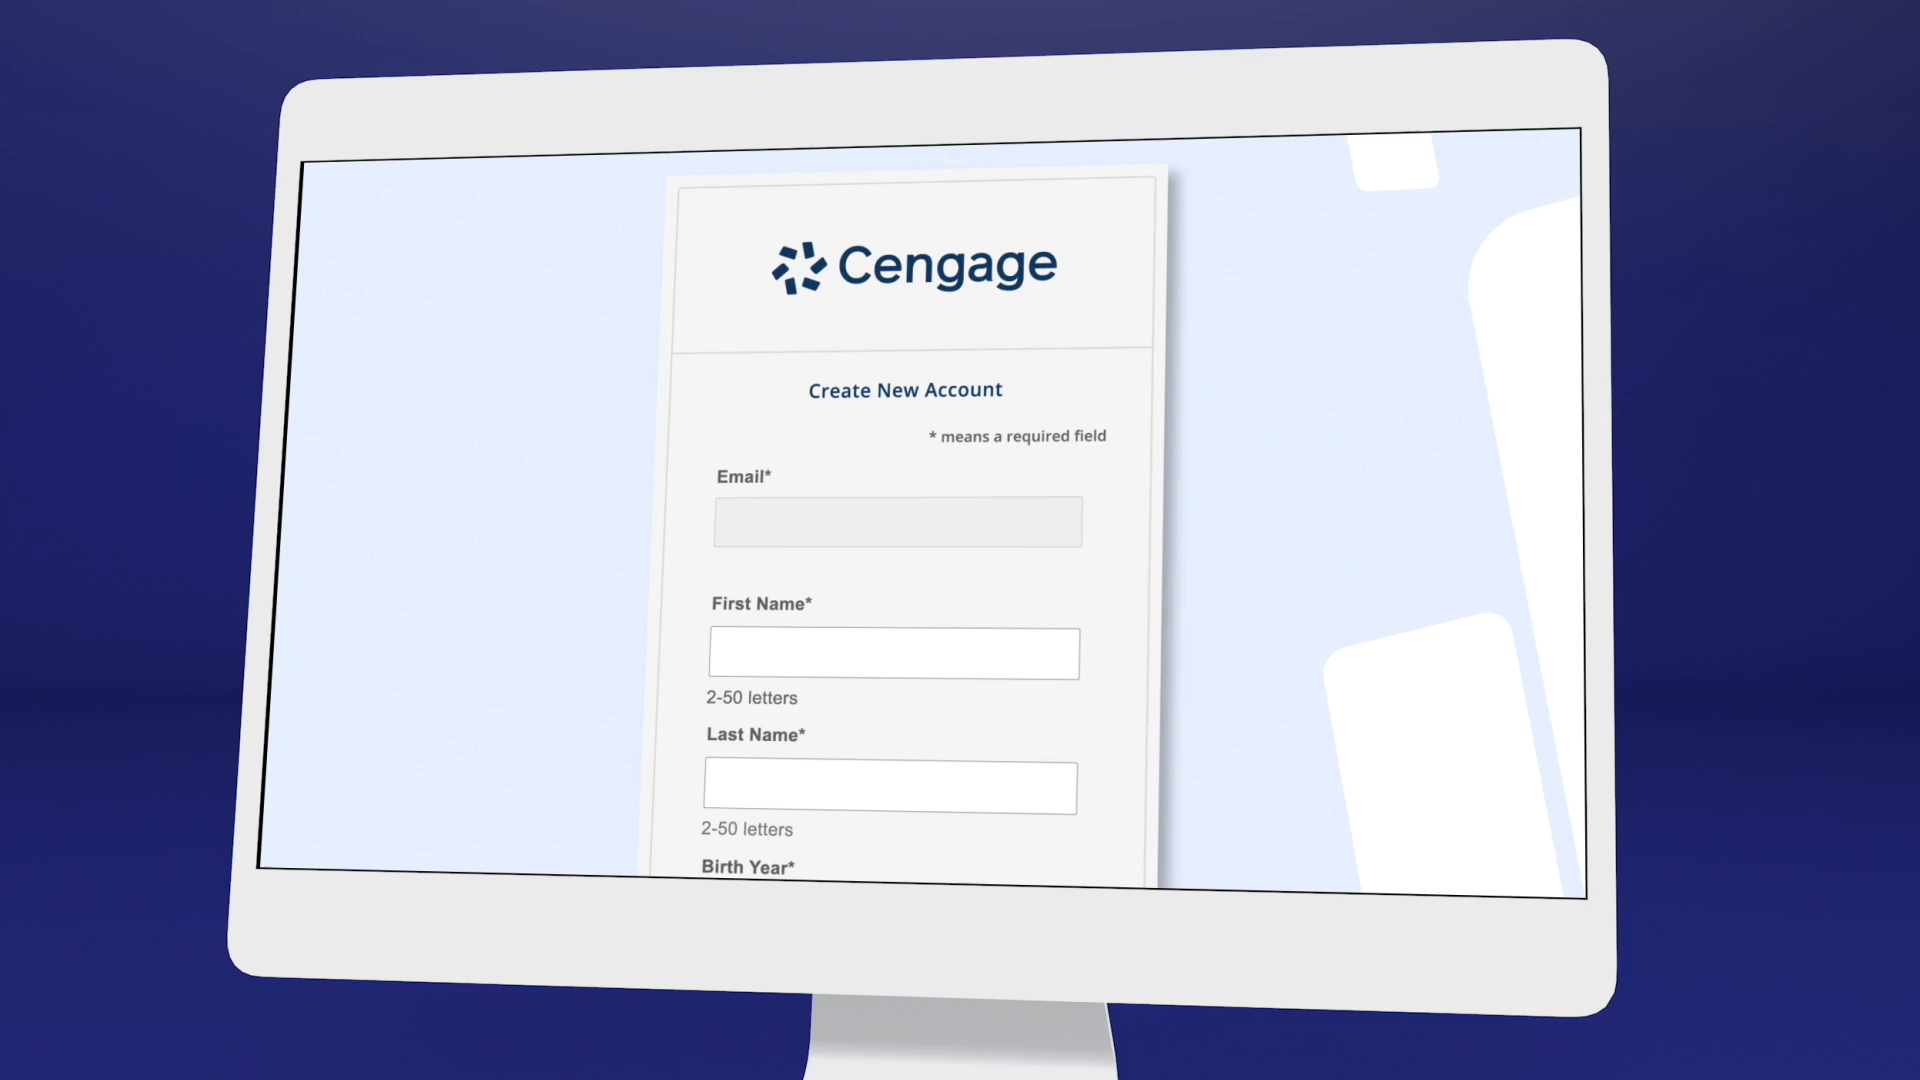 Cengage
Create New Account
* means a required field
Email*
First Name*
2-50 letters
Last Name*
2-50 letters
Birth Year*